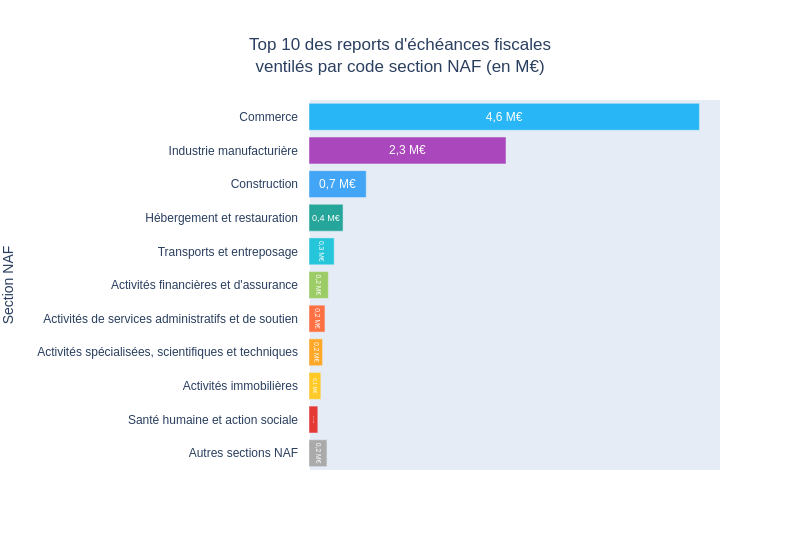 Top 10 des reports d'échéances fiscales
ventilés par code section NAF (en M€)
Section NAF
Commerce
4,6 M€
Industrie manufacturière
2,3 M€
Construction
0,7 M€
Hébergement et restauration
0,4 M€
Transports et entreposage
0,3 M€
Activités financières et d'assurance
0,2 M€
Activités de services administratifs et de soutien
0,2 M€
Activités spécialisées, scientifiques et techniques
0,2 M€
Activités immobilières
Santé humaine et action sociale
Autres sections NAF
0,2 M€